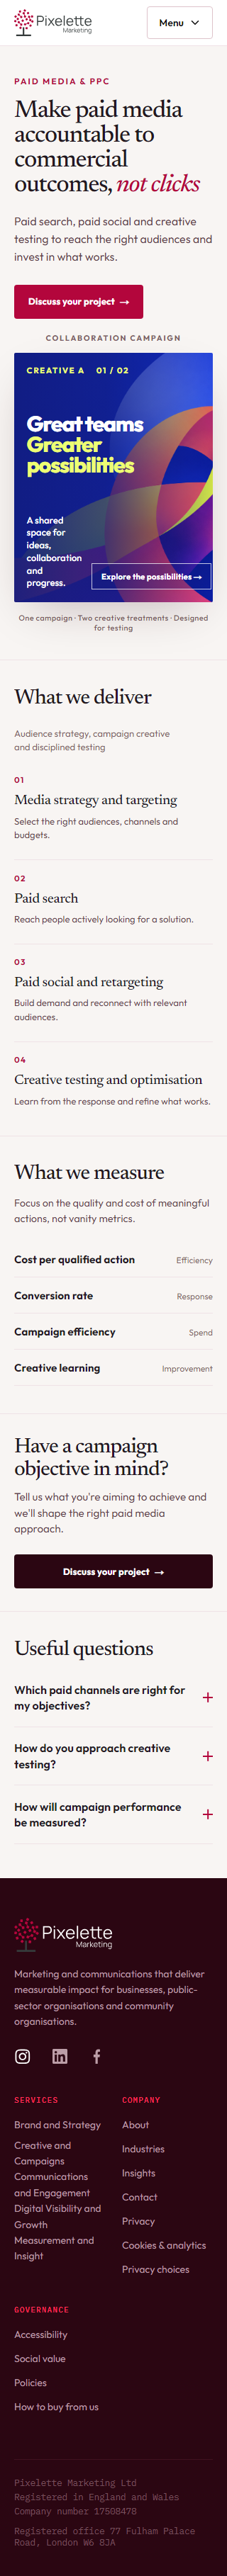 Pixelette
Marketing
Menu
PAID MEDIA & PPC
Make paid media
accountable to
commercial
outcomes, not clicks
Paid search, paid social and creative
testing to reach the right audiences and
invest in what works.
Discuss your project →
COLLABORATION CAMPAIGN
CREATIVE A 01 / 02
Great teams
Greater
possibilities
A shared
space for
ideas,
collaboration
and
progress.
Explore the possibilities →
One campaign · Two creative treatments · Designed
for testing
What we deliver
Audience strategy, campaign creative
and disciplined testing
01
Media strategy and targeting
Select the right audiences, channels and
budgets.
02
Paid search
Reach people actively looking for a solution.
03
Paid social and retargeting
Build demand and reconnect with relevant
audiences.
04
Creative testing and optimisation
Learn from the response and refine what works.
What we measure
Focus on the quality and cost of meaningful
actions, not vanity metrics.
Cost per qualified action Efficiency
Conversion rate Response
Campaign efficiency Spend
Creative learning Improvement
Have a campaign
objective in mind?
Tell us what you're aiming to achieve and
we'll shape the right paid media
approach.
Discuss your project →
Useful questions
Which paid channels are right for
my objectives?
How do you approach creative
testing?
How will campaign performance
be measured?
Pixelette
Marketing
Marketing and communications that deliver
measurable impact for businesses, public-
sector organisations and community
organisations.
SERVICES
Brand and Strategy
Creative and
Campaigns
Communications
and Engagement
Digital Visibility and
Growth
Measurement and
Insight
COMPANY
About
Industries
Insights
Contact
Privacy
Cookies & analytics
Privacy choices
GOVERNANCE
Accessibility
Social value
Policies
How to buy from us
Pixelette Marketing Ltd
Registered in England and Wales
Company number 17508478
Registered office 77 Fulham Palace
Road, London W6 8JA